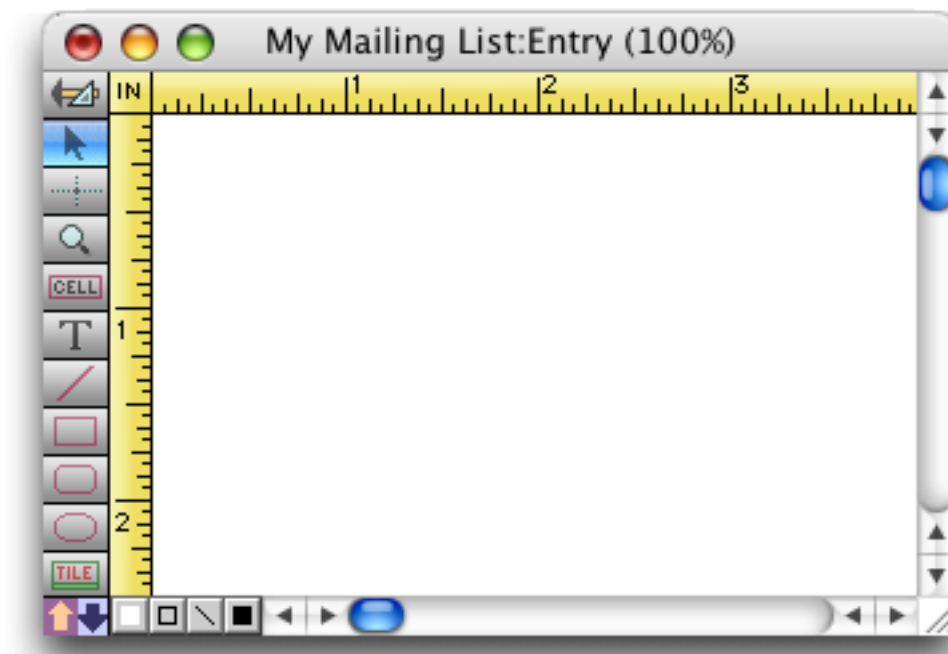 My Mailing List:Entry (100%)
IN 1 2 3
CELL
T
1
2
TILE